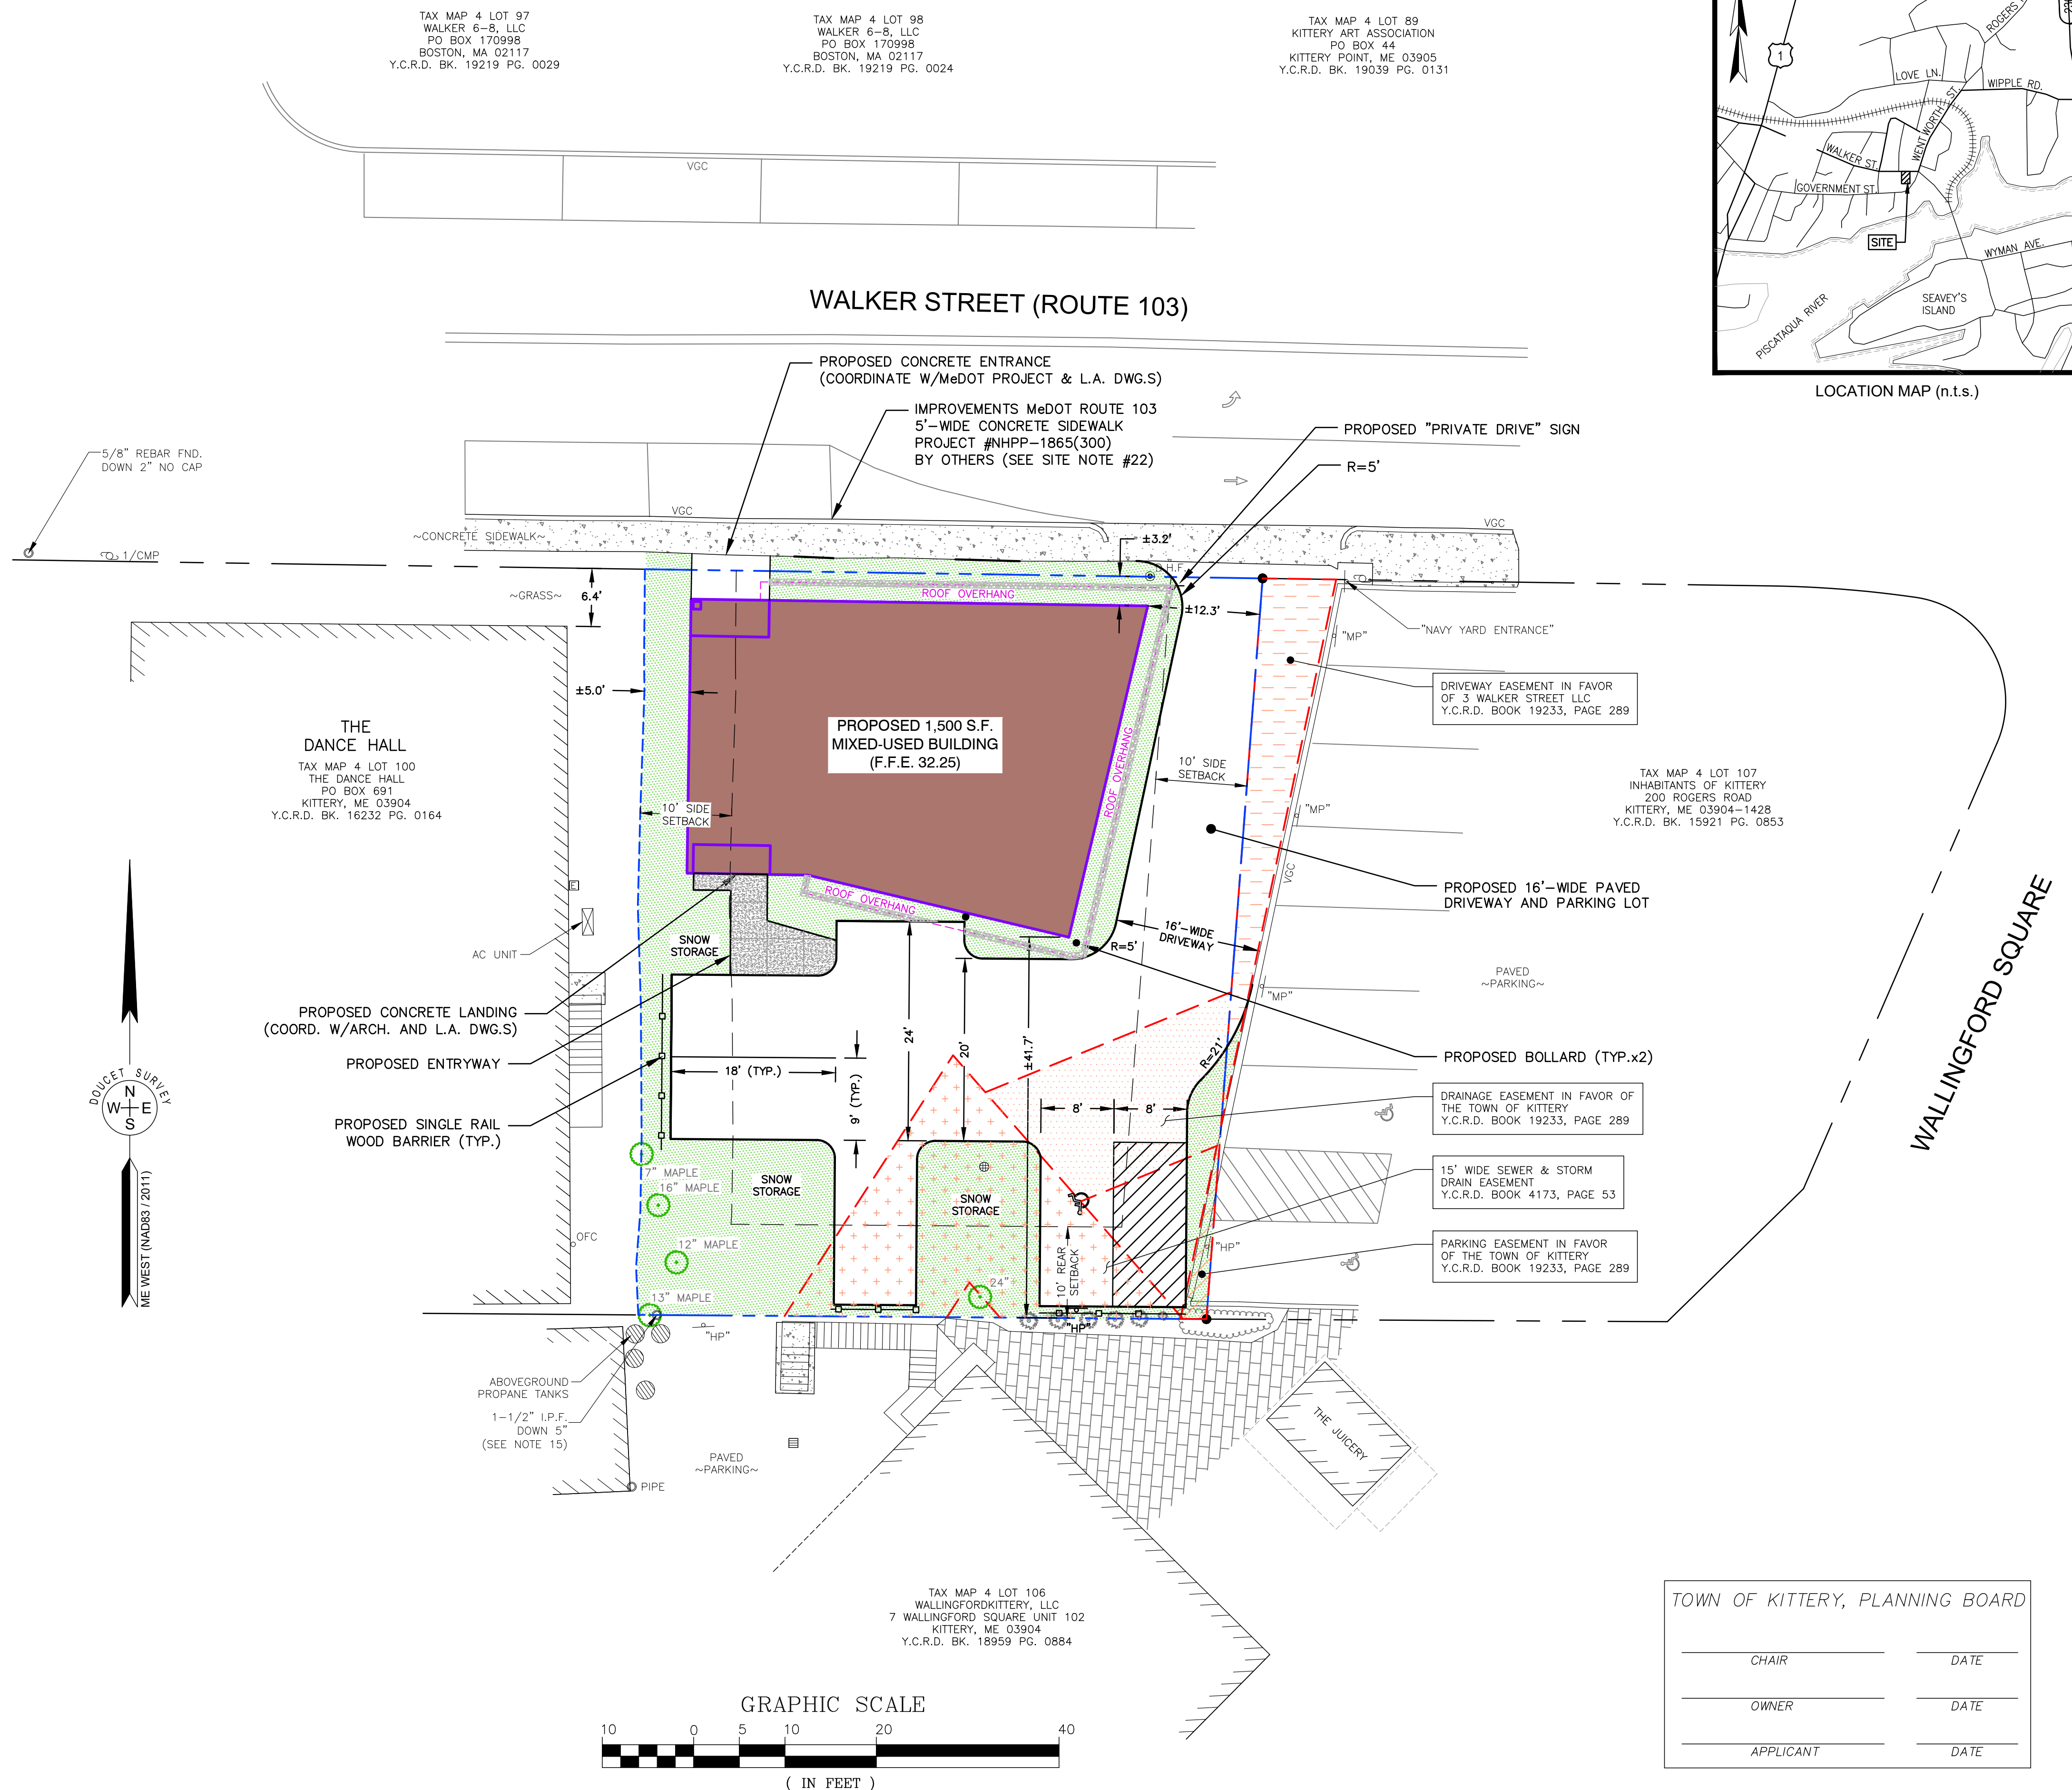 TAX MAP 4 LOT 97
WALKER 6-8, LLC
PO BOX 170998
BOSTON, MA 02117
Y.C.R.D. BK. 19219 PG. 0029
TAX MAP 4 LOT 98
WALKER 6-8, LLC
PO BOX 170998
BOSTON, MA 02117
Y.C.R.D. BK. 19219 PG. 0024
TAX MAP 4 LOT 89
KITTERY ART ASSOCIATION
PO BOX 44
KITTERY POINT, ME 03905
Y.C.R.D. BK. 19039 PG. 0131
1
LOVE LN.
WIPPLE RD.
WENTWORTH ST.
WALKER ST.
GOVERNMENT ST.
SITE
WYMAN AVE.
SEAVEY'S
ISLAND
PISCATAQUA RIVER
LOCATION MAP (n.t.s.)
VGC
WALKER STREET (ROUTE 103)
PROPOSED CONCRETE ENTRANCE
(COORDINATE W/MeDOT PROJECT & L.A. DWG.S)
IMPROVEMENTS MeDOT ROUTE 103
5'-WIDE CONCRETE SIDEWALK
PROJECT #NHPP-1865(300)
BY OTHERS (SEE SITE NOTE #22)
PROPOSED "PRIVATE DRIVE" SIGN
R=5'
5/8" REBAR FND.
DOWN 2" NO CAP
1/CMP
VGC
VGC
~CONCRETE SIDEWALK~
±3.2'
~GRASS~
6.4'
ROOF OVERHANG
±12.3'
"NAVY YARD ENTRANCE"
"MP"
DRIVEWAY EASEMENT IN FAVOR
OF 3 WALKER STREET LLC
Y.C.R.D. BOOK 19233, PAGE 289
±5.0'
THE
DANCE HALL
TAX MAP 4 LOT 100
THE DANCE HALL
PO BOX 691
KITTERY, ME 03904
Y.C.R.D. BK. 16232 PG. 0164
PROPOSED 1,500 S.F.
MIXED-USED BUILDING
(F.F.E. 32.25)
ROOF OVERHANG
10' SIDE
SETBACK
10' SIDE
SETBACK
"MP"
TAX MAP 4 LOT 107
INHABITANTS OF KITTERY
200 ROGERS ROAD
KITTERY, ME 03904-1428
Y.C.R.D. BK. 15921 PG. 0853
VGC
PROPOSED 16'-WIDE PAVED
DRIVEWAY AND PARKING LOT
WALLINGFORD SQUARE
E
ROOF OVERHANG
16'-WIDE
DRIVEWAY
R=5'
SNOW
STORAGE
AC UNIT
PAVED
~PARKING~
"MP"
PROPOSED CONCRETE LANDING
(COORD. W/ARCH. AND L.A. DWG.S)
PROPOSED ENTRYWAY
24'
20'
±41.7'
R=21'
PROPOSED BOLLARD (TYP.x2)
18' (TYP.)
9' (TYP.)
8'
8'
DRAINAGE EASEMENT IN FAVOR OF
THE TOWN OF KITTERY
Y.C.R.D. BOOK 19233, PAGE 289
PROPOSED SINGLE RAIL
WOOD BARRIER (TYP.)
DOUCET SURVEY
N
W E
S
ME WEST (NAD83 / 2011)
15' WIDE SEWER & STORM
DRAIN EASEMENT
Y.C.R.D. BOOK 4173, PAGE 53
7" MAPLE
16" MAPLE
SNOW
STORAGE
SNOW
STORAGE
OFC
12" MAPLE
10' REAR
SETBACK
"HP"
PARKING EASEMENT IN FAVOR
OF THE TOWN OF KITTERY
Y.C.R.D. BOOK 19233, PAGE 289
13" MAPLE
24"
"HP"
"HP"
ABOVEGROUND
PROPANE TANKS
1-1/2" I.P.F.
DOWN 5"
(SEE NOTE 15)
PIPE
PAVED
~PARKING~
THE JUICERY
TAX MAP 4 LOT 106
WALLINGFORDKITTERY, LLC
7 WALLINGFORD SQUARE UNIT 102
KITTERY, ME 03904
Y.C.R.D. BK. 18959 PG. 0884
GRAPHIC SCALE
10 0 5 10 20 40
( IN FEET )
TOWN OF KITTERY, PLANNING BOARD
CHAIR DATE
OWNER DATE
APPLICANT DATE